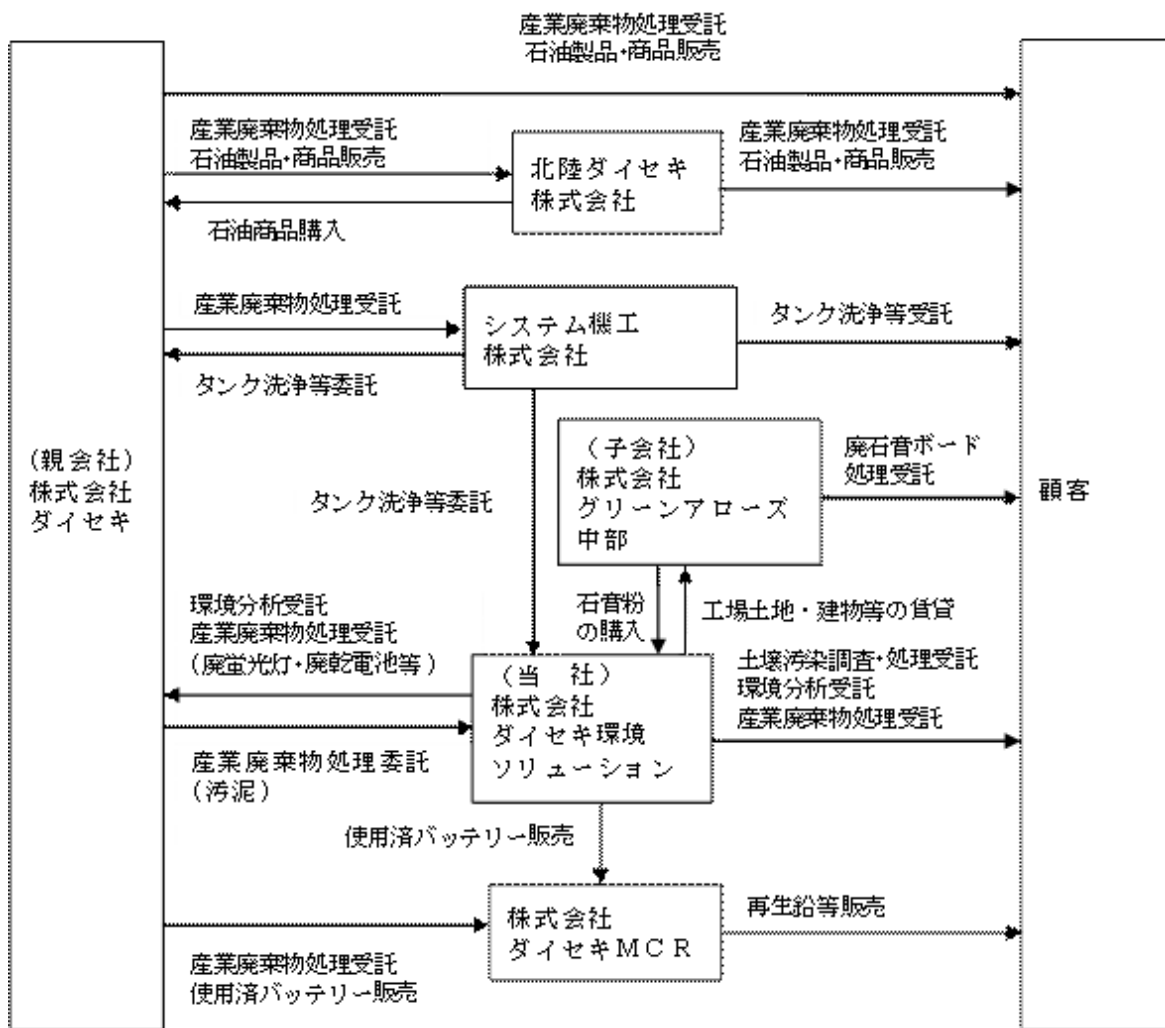 産業廃棄物処理受託
石油製品・商品販売
産業廃棄物処理受託
石油製品・商品販売
北陸ダイセキ
株式会社
産業廃棄物処理受託
石油製品・商品販売
石油商品購入
産業廃棄物処理受託
システム機工
株式会社
タンク洗浄等受託
タンク洗浄等委託
(親会社)
株式会社
ダイセキ
タンク洗浄等委託
(子会社)
株式会社
グリーンアローズ
中部
廃石膏ボード
処理受託
顧客
環境分析受託
産業廃棄物処理受託
(廃蛍光灯・廃乾電池等)
石膏粉
の購入
工場土地・建物等の賃貸
(当 社)
株式会社
ダイセキ環境
ソリューション
土壌汚染調査・処理受託
環境分析受託
産業廃棄物処理受託
産業廃棄物処理委託
(汚泥)
使用済バッテリー販売
株式会社
ダイセキMCR
再生鉛等販売
産業廃棄物処理受託
使用済バッテリー販売